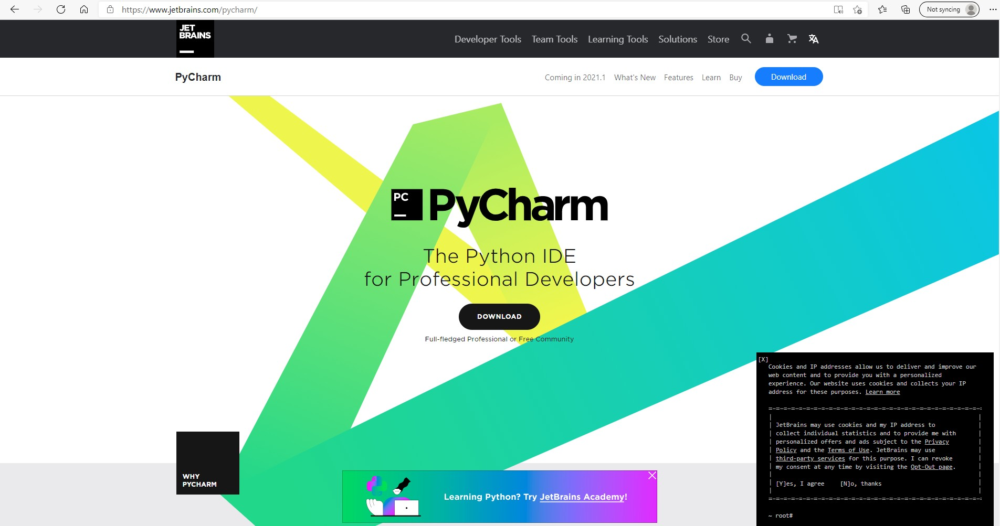 https://www.jetbrains.com/pycharm/
Not syncing
JET
BRAINS
Developer Tools Team Tools Learning Tools Solutions Store
PyCharm
Coming in 2021.1 What's New Features Learn Buy Download
PC
PyCharm
The Python IDE
for Professional Developers
DOWNLOAD
Full-fledged Professional or Free Community
WHY
PYCHARM
Learning Python? Try JetBrains Academy!
[X]
Cookies and IP addresses allow us to deliver and improve our
web content and to provide you with a personalized
experience. Our website uses cookies and collects your IP
address for these purposes. Learn more
JetBrains may use cookies and my IP address to
collect individual statistics and to provide me with
personalized offers and ads subject to the Privacy
Policy and the Terms of Use. JetBrains may use
third-party services for this purpose. I can revoke
my consent at any time by visiting the Opt-Out page.
[Y]es, I agree [N]o, thanks
~ root#